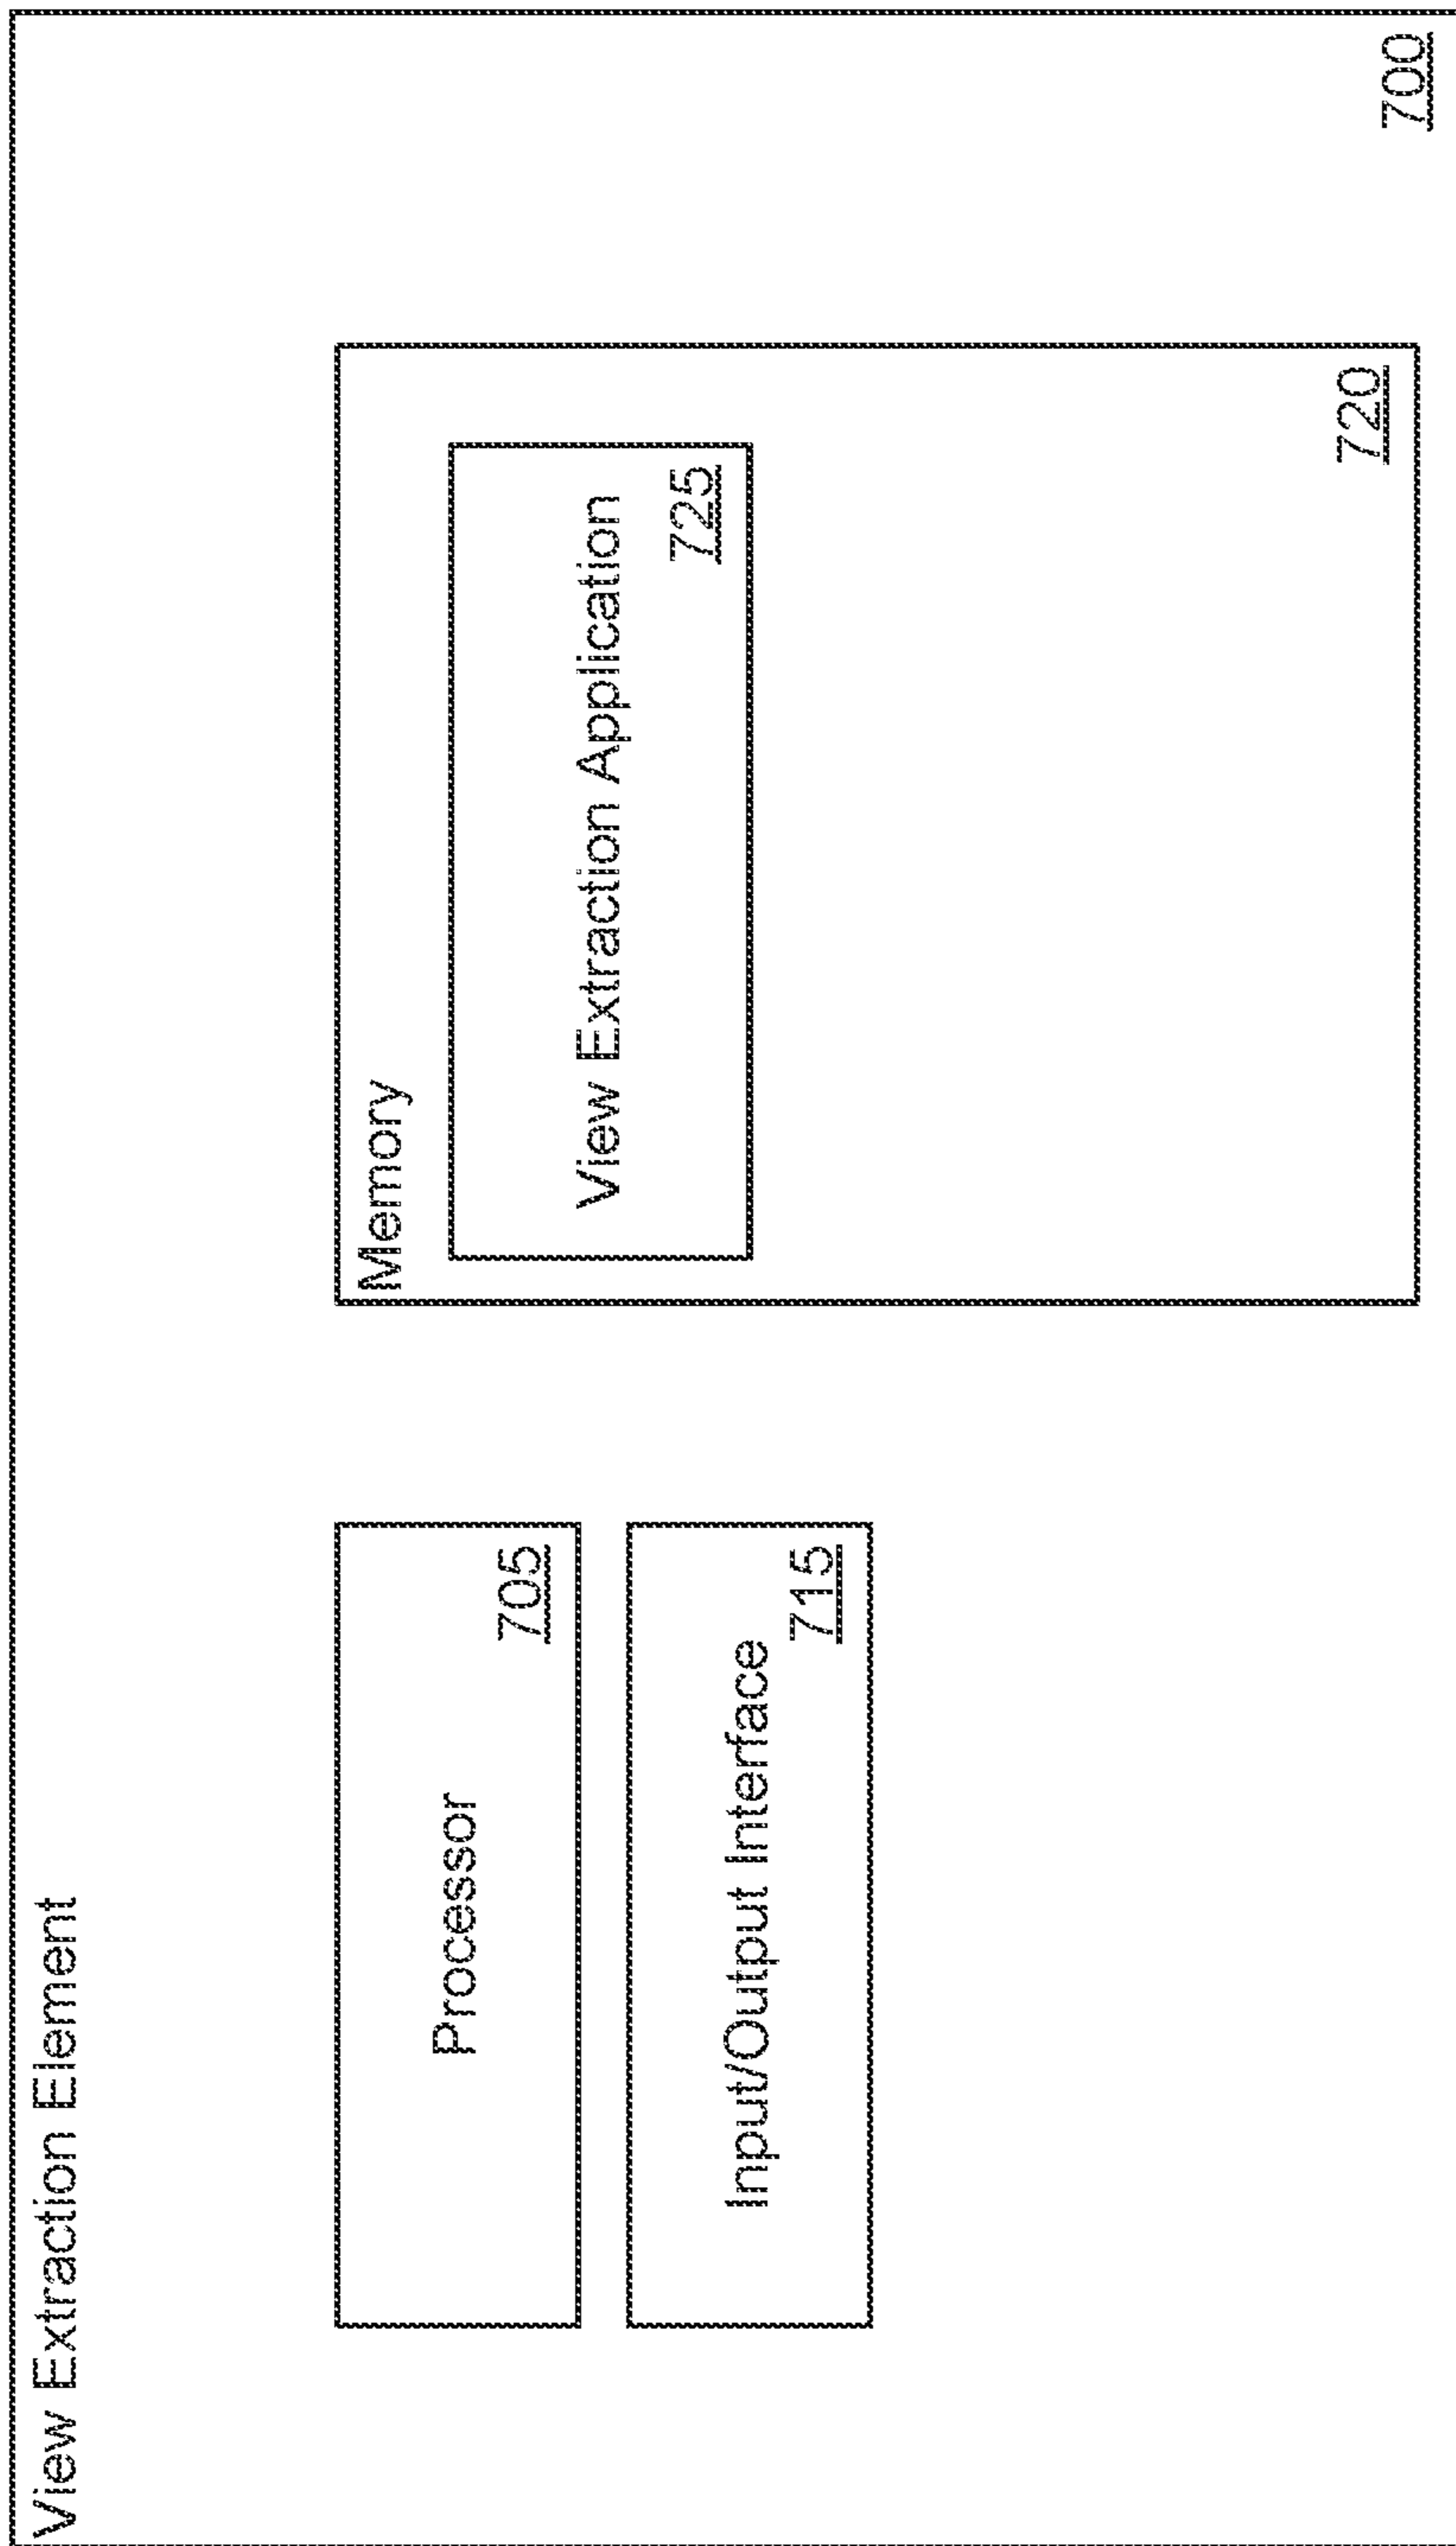 View Extraction Element
Processor
705
Input/Output Interface
715
Memory
View Extraction Application
725
720
700